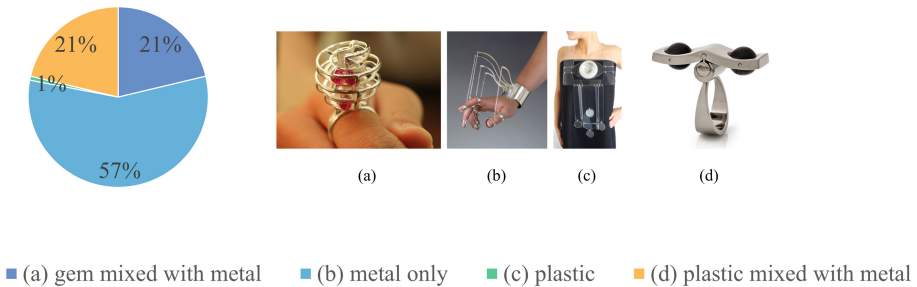 21%
21%
1%
57%
(a)
(b)
(c)
(d)
(a) gem mixed with metal
(b) metal only
(c) plastic
(d) plastic mixed with metal